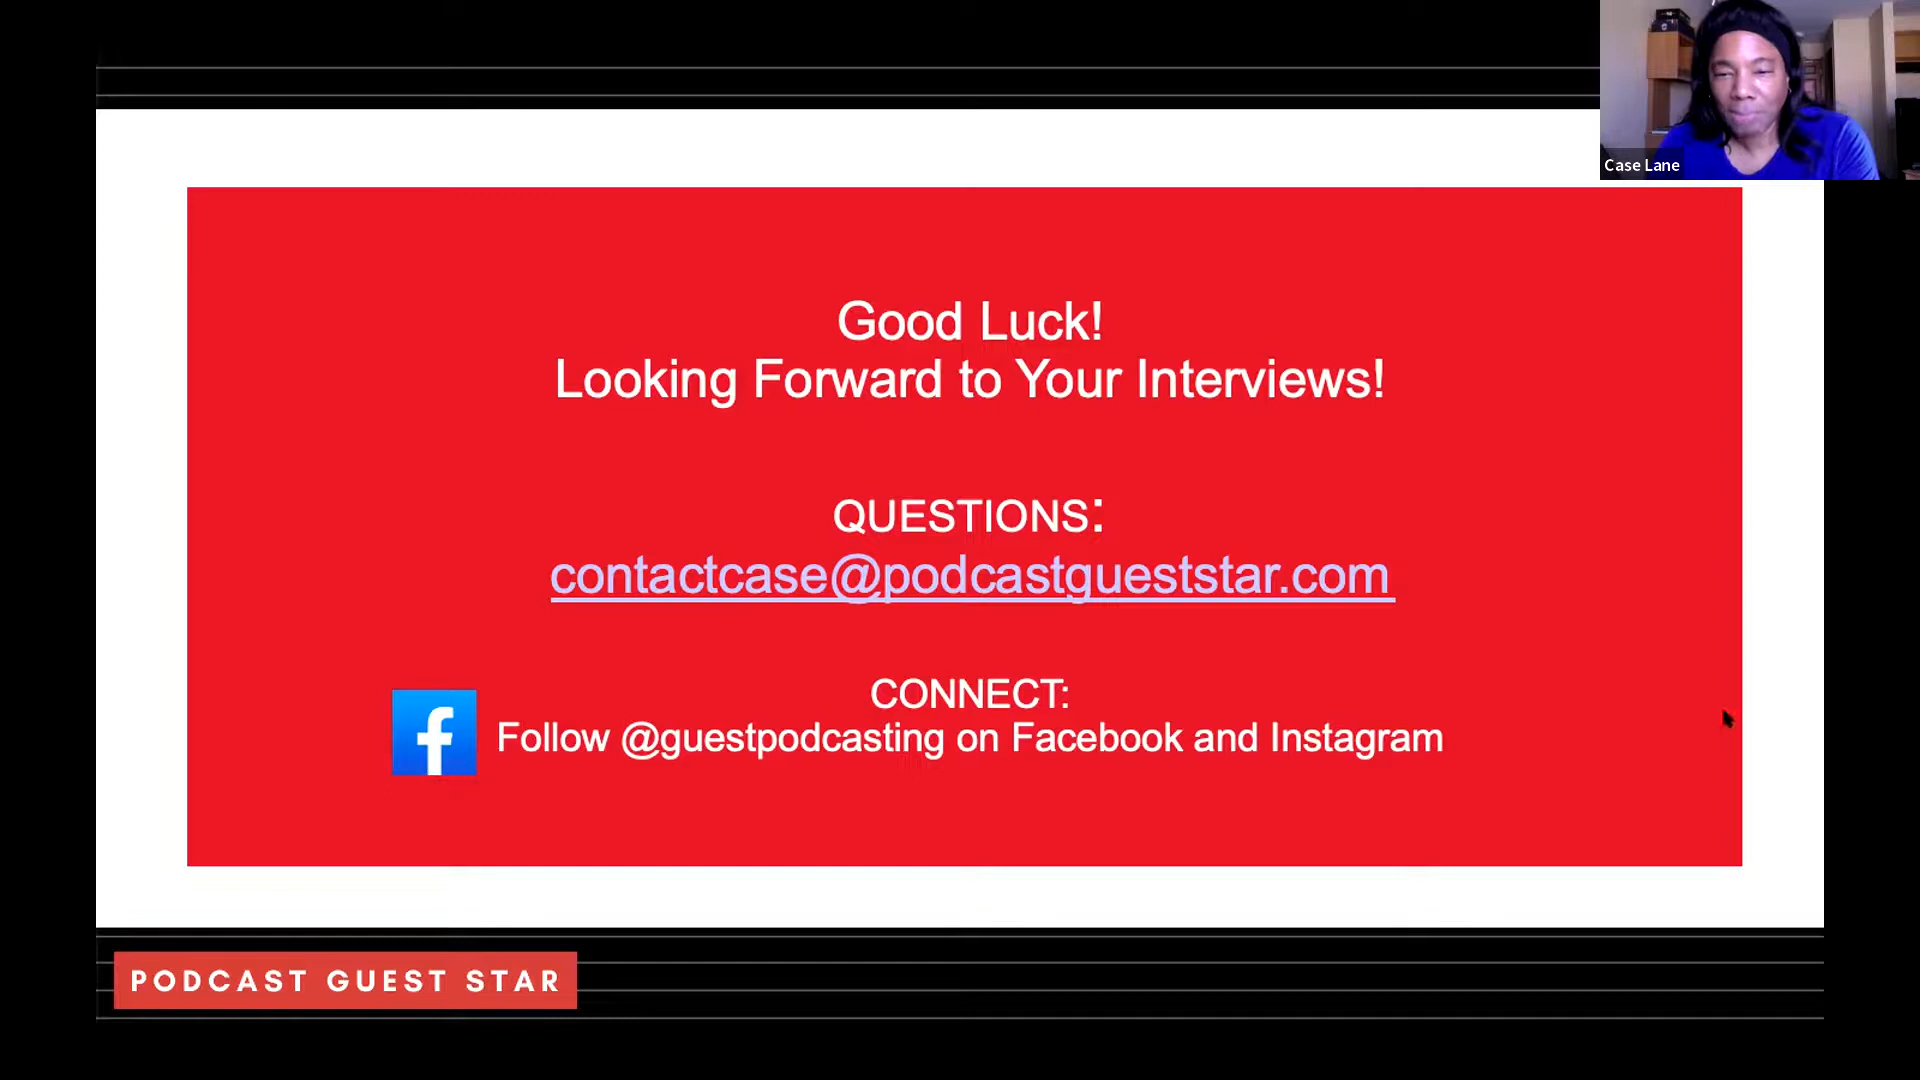 Case Lane
Good Luck!
Looking Forward to Your Interviews!
QUESTIONS:
contactcase@podcastgueststar.com
CONNECT:
Follow @guestpodcasting on Facebook and Instagram
PODCAST GUEST STAR